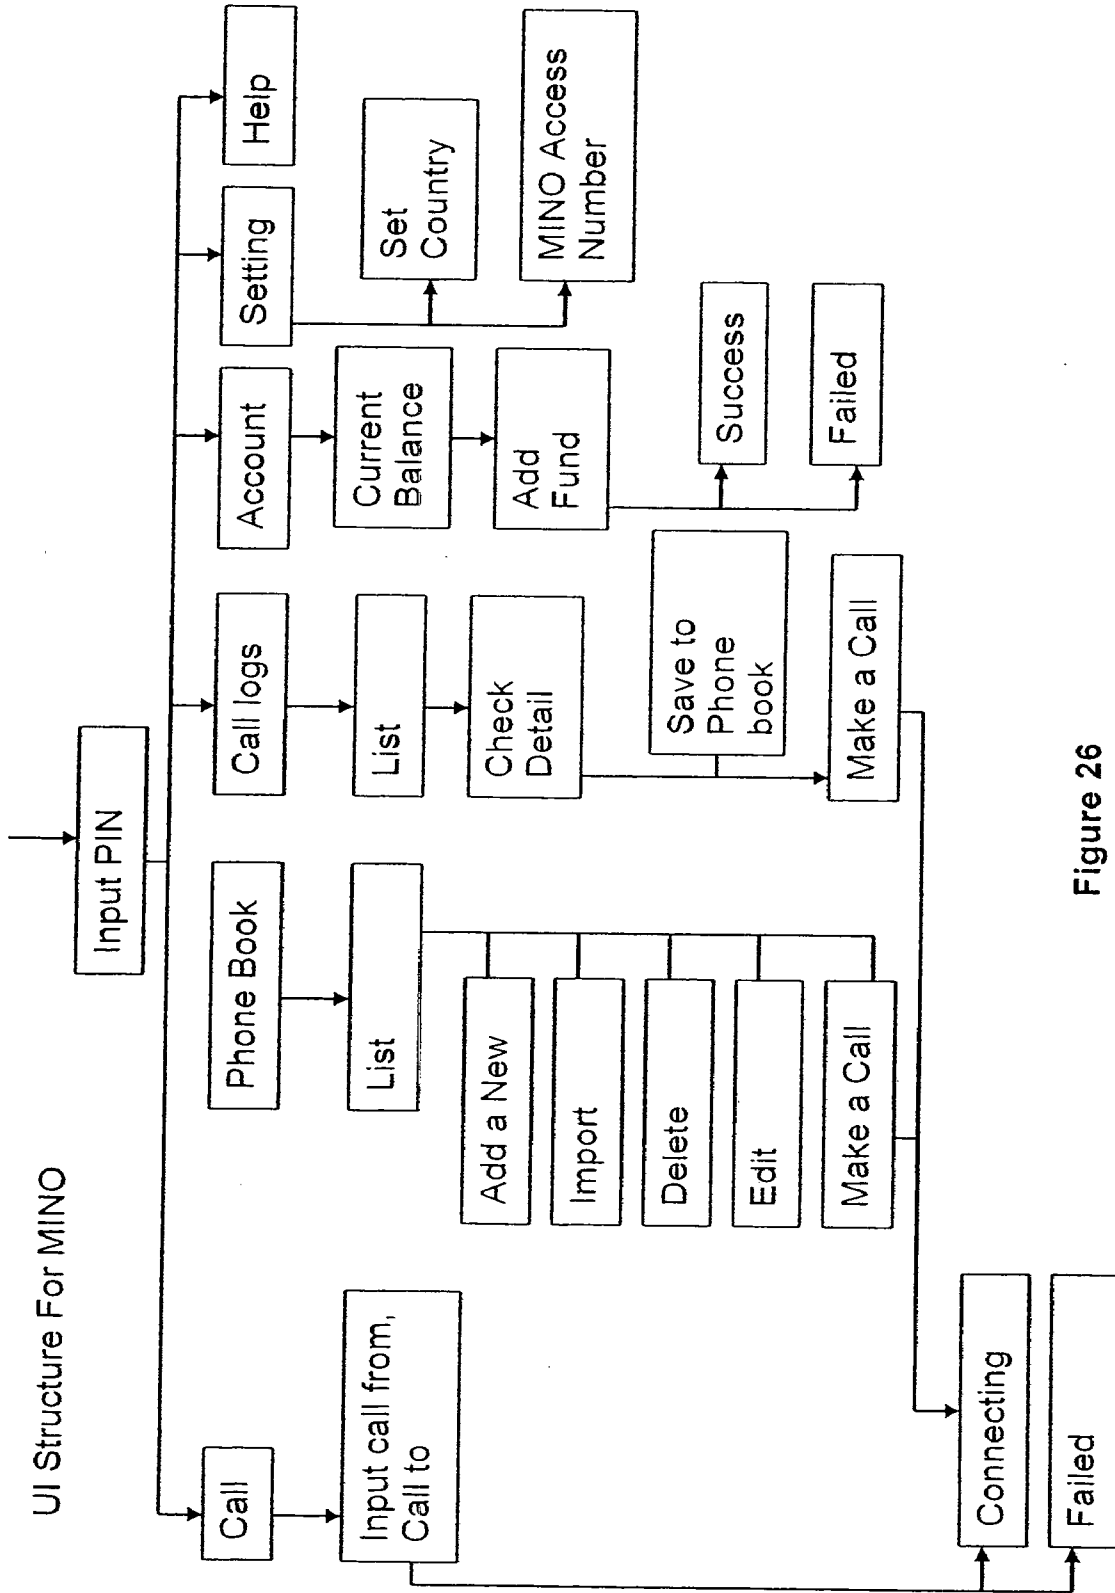 UI Structure For MINO
Input PIN
Call
Phone Book
Call logs
Account
Setting
Help
Input call from,
Call to
List
List
Current
Balance
Set
Country
Add a New
Import
Delete
Edit
Make a Call
Check
Detail
Add
Fund
MINO Access
Number
Save to
Phone
book
Success
Make a Call
Failed
Connecting
Failed
Figure 26